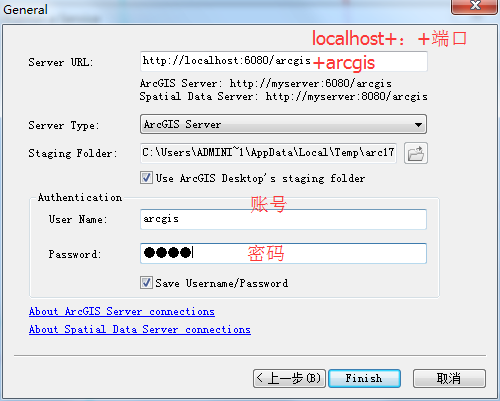 General
localhost+：+端口
+arcgis
Server URL: http://localhost:6080/arcgis
ArcGIS Server: http://myserver:6080/arcgis
Spatial Data Server: http://myserver:8080/arcgis
Server Type: ArcGIS Server
Staging Folder: C:\Users\ADMINI~1\AppData\Local\Temp\arc17
Use ArcGIS Desktop's staging folder
Authentication
账号
User Name: arcgis
Password: ●●●● 密码
Save Username/Password
About ArcGIS Server connections
About Spatial Data Server connections
< 上一步(B) Finish 取消